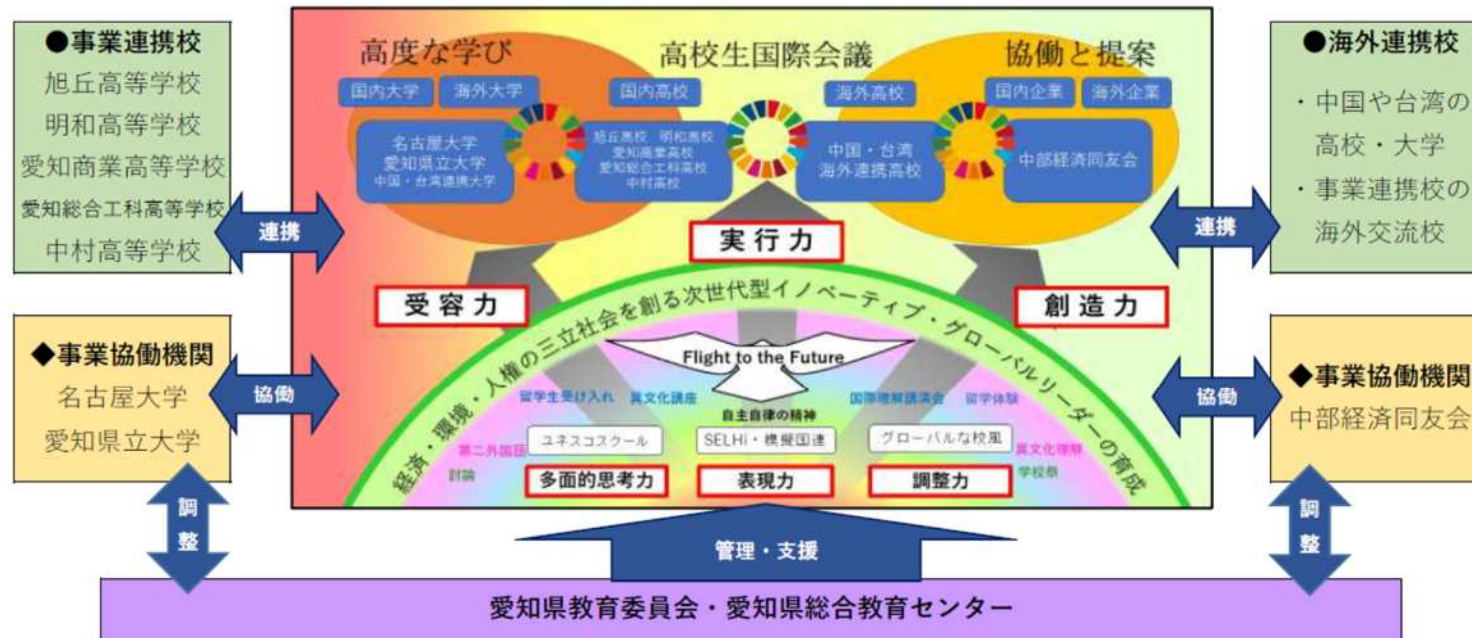 ●事業連携校
旭丘高等学校
明和高等学校
愛知商業高等学校
愛知総合工科高等学校
中村高等学校
連携
◆事業協働機関
名古屋大学
愛知県立大学
協働
調整
高度な学び
高校生国際会議
協働と提案
国内大学
海外大学
国内高校
海外高校
国内企業
海外企業
名古屋大学
愛知県立大学
中国・台湾連携大学
旭丘高校 明和高校
愛知商業高校
愛知総合工科高校
中村高校
中国・台湾
海外連携高校
中部経済同友会
実行力
受容力
創造力
経済・環境・人権の三立社会を創る次世代型イノベーティブ・グローバルリーダーの育成
Flight to the Future
留学生受け入れ
異文化講座
自主自律の精神
国際理解講演会
留学体験
ユネスコスクール
SELHi・模擬国連
グローバルな校風
第二外国語
異文化理解
討論
学校祭
多面的思考力
表現力
調整力
●海外連携校
・中国や台湾の
高校・大学
・事業連携校の
海外交流校
連携
◆事業協働機関
中部経済同友会
協働
調整
管理・支援
愛知県教育委員会・愛知県総合教育センター